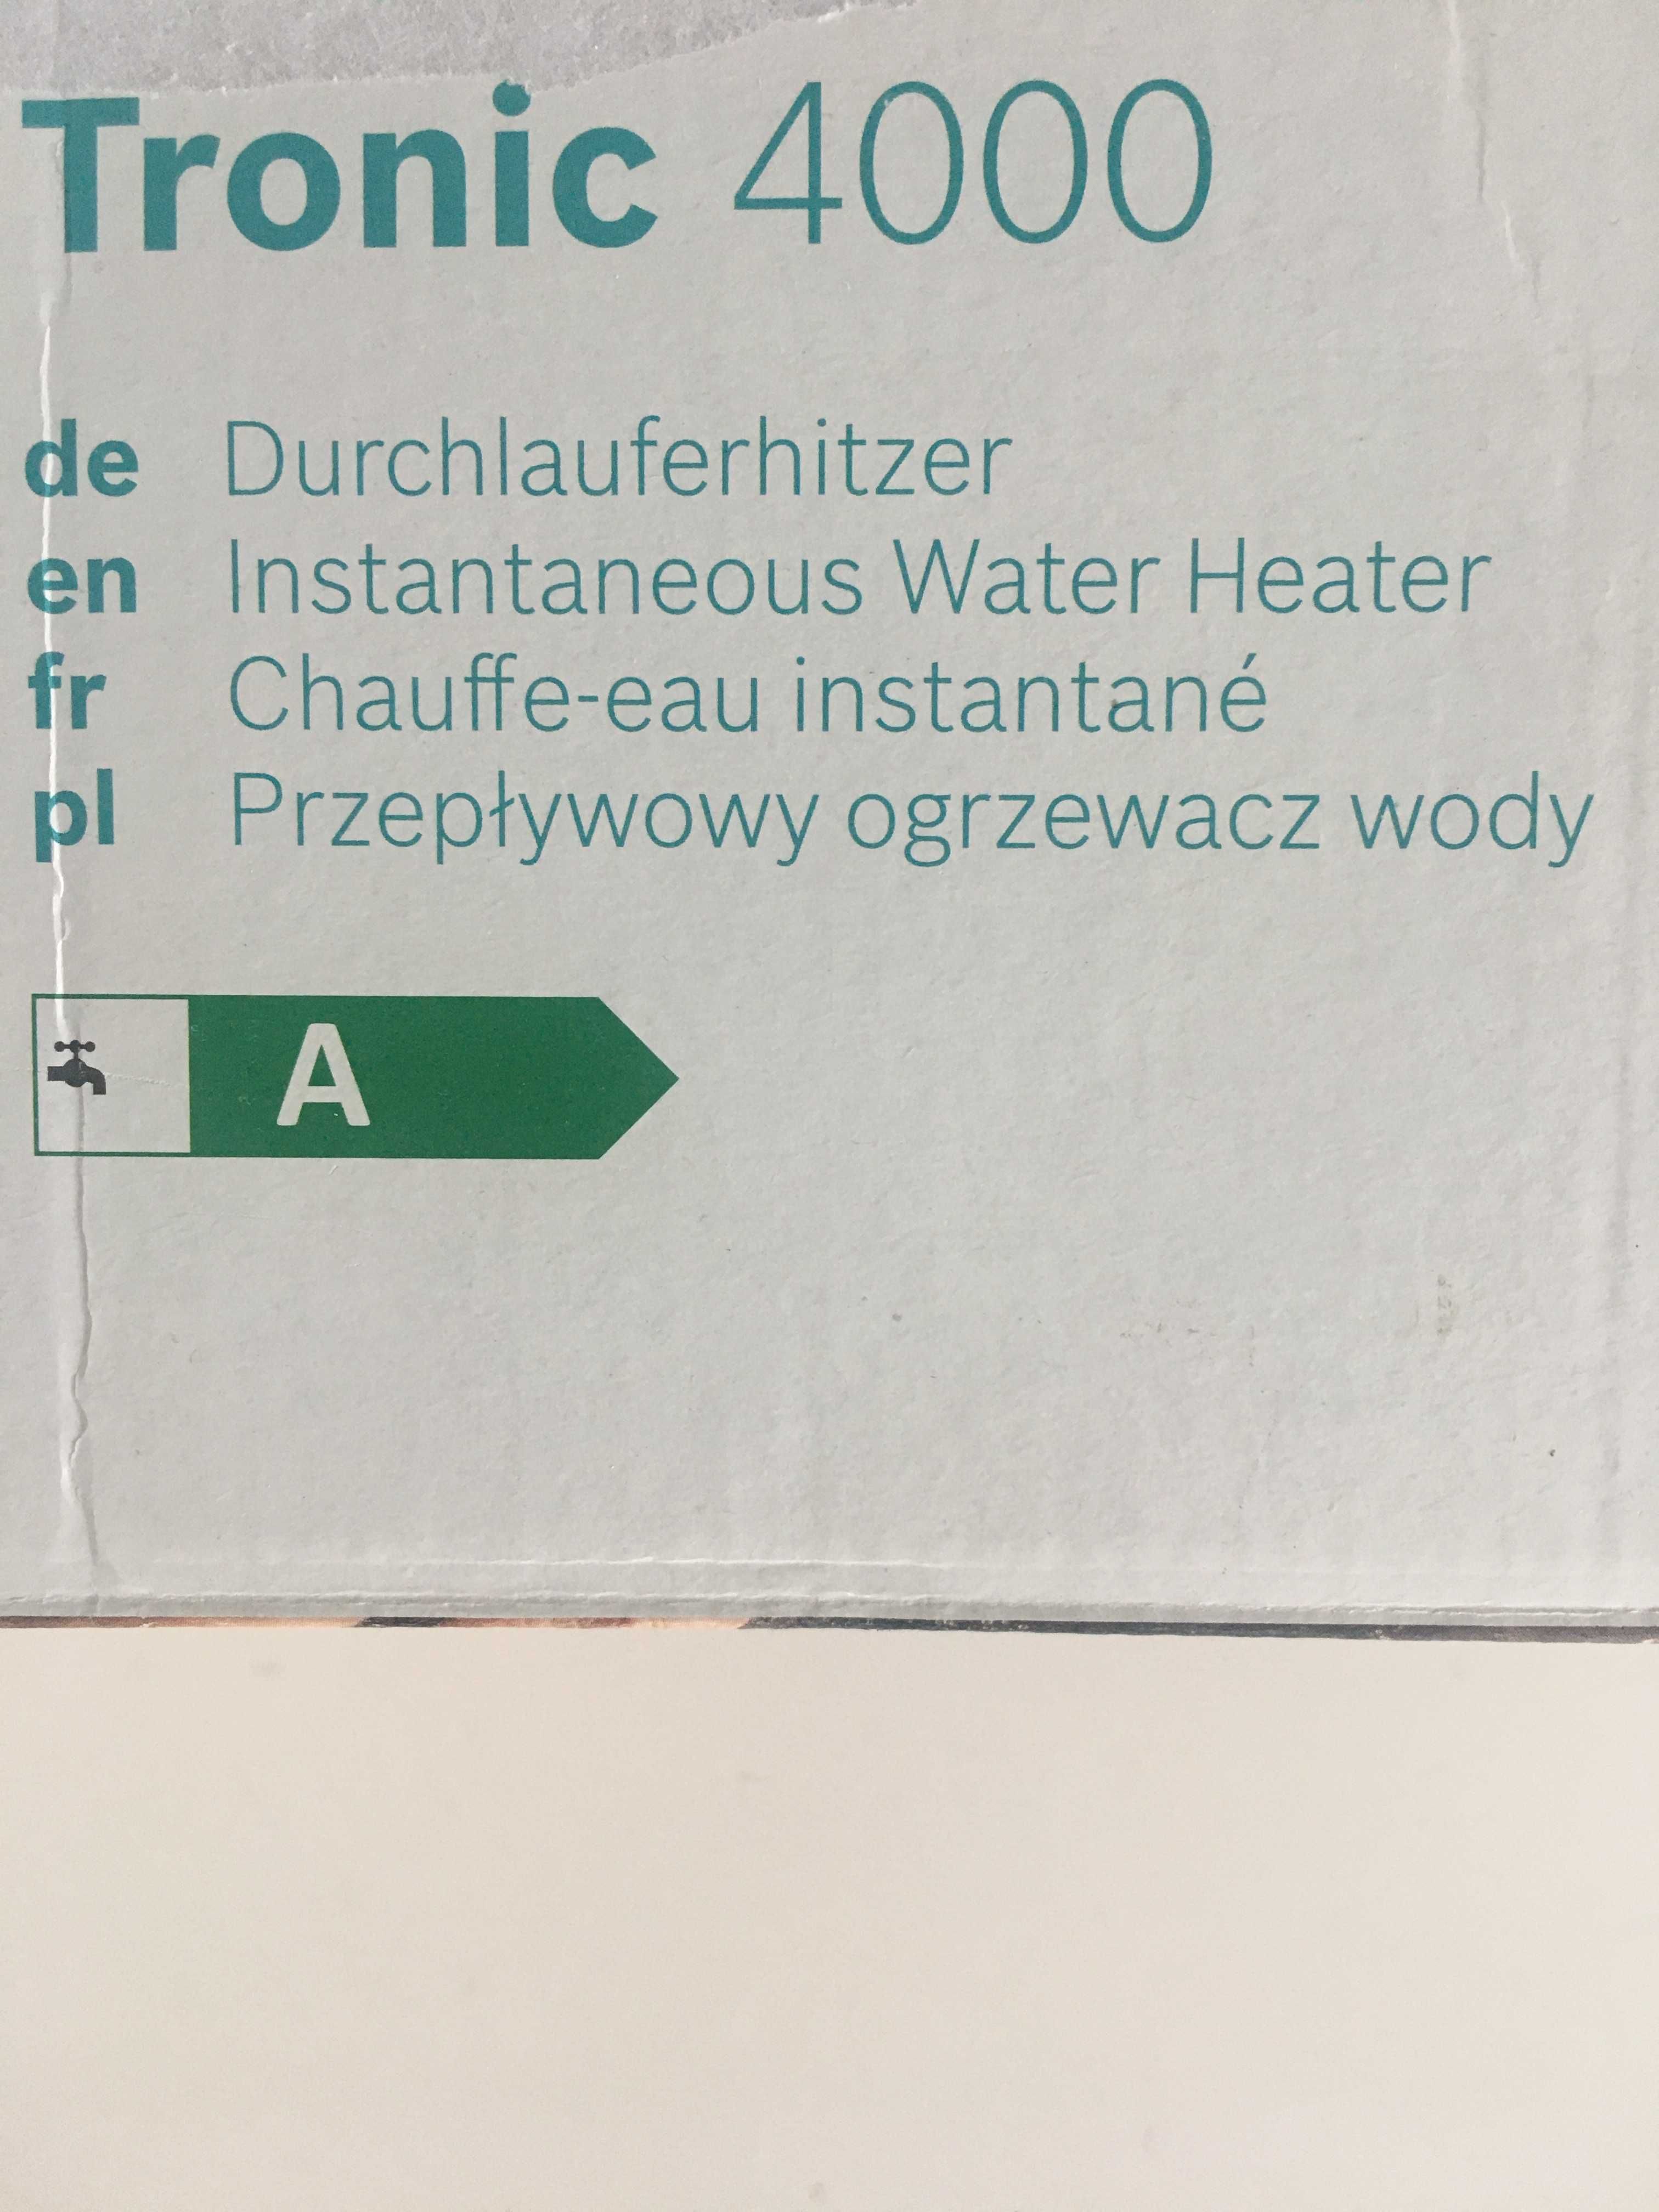 Tronic 4000
de Durchlauferhitzer
en Instantaneous Water Heater
fr Chauffe-eau instantané
pl Przepływowy ogrzewacz wody
A